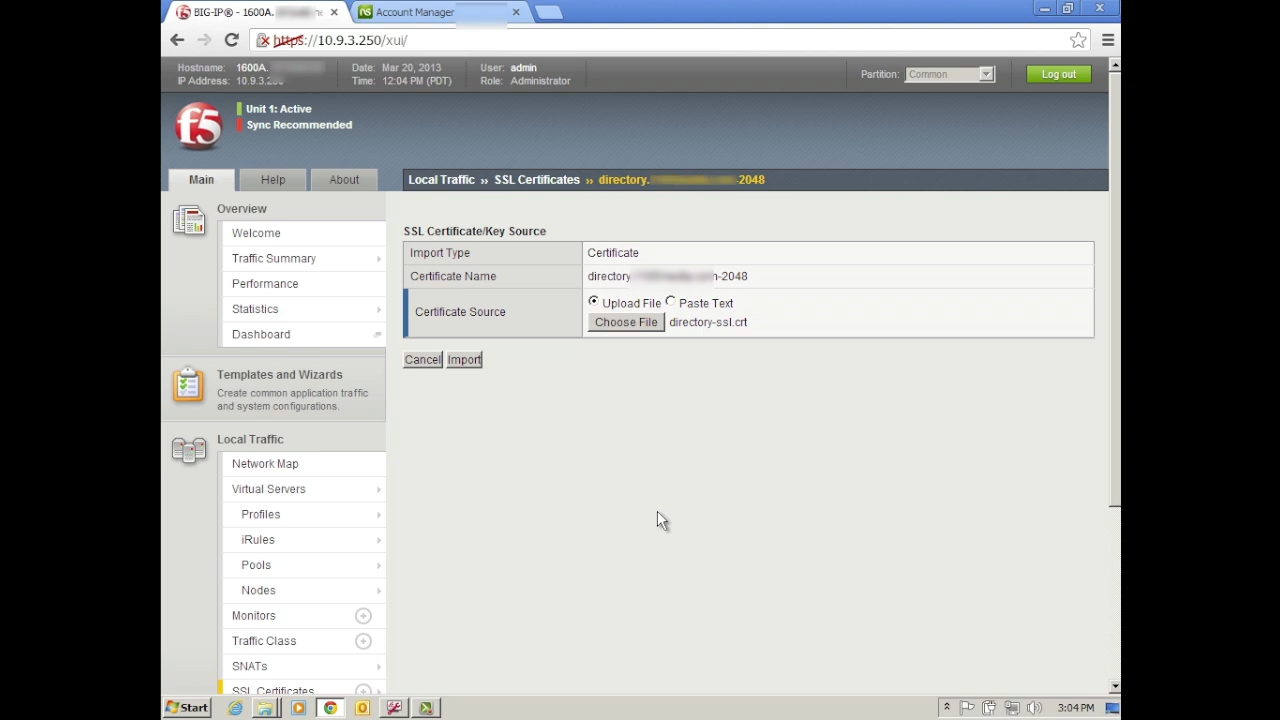 BIG-IP® - 1600A.
Account Manager
https://10.9.3.250/xui/
Hostname: 1600A.
IP Address: 10.9.3.250
Date: Mar 20, 2013
Time: 12:04 PM (PDT)
User: admin
Role: Administrator
Partition: Common
Log out
f5
Unit 1: Active
Sync Recommended
Main
Help
About
Local Traffic ›› SSL Certificates ›› directory. -2048
Overview
Welcome
Traffic Summary
Performance
Statistics
Dashboard
Templates and Wizards
Create common application traffic
and system configurations.
Local Traffic
Network Map
Virtual Servers
Profiles
iRules
Pools
Nodes
Monitors
Traffic Class
SNATs
SSL Certificates
SSL Certificate/Key Source
Import Type Certificate
Certificate Name directory -2048
Certificate Source
Upload File Paste Text
Choose File directory-ssl.crt
Cancel Import
Start
3:04 PM